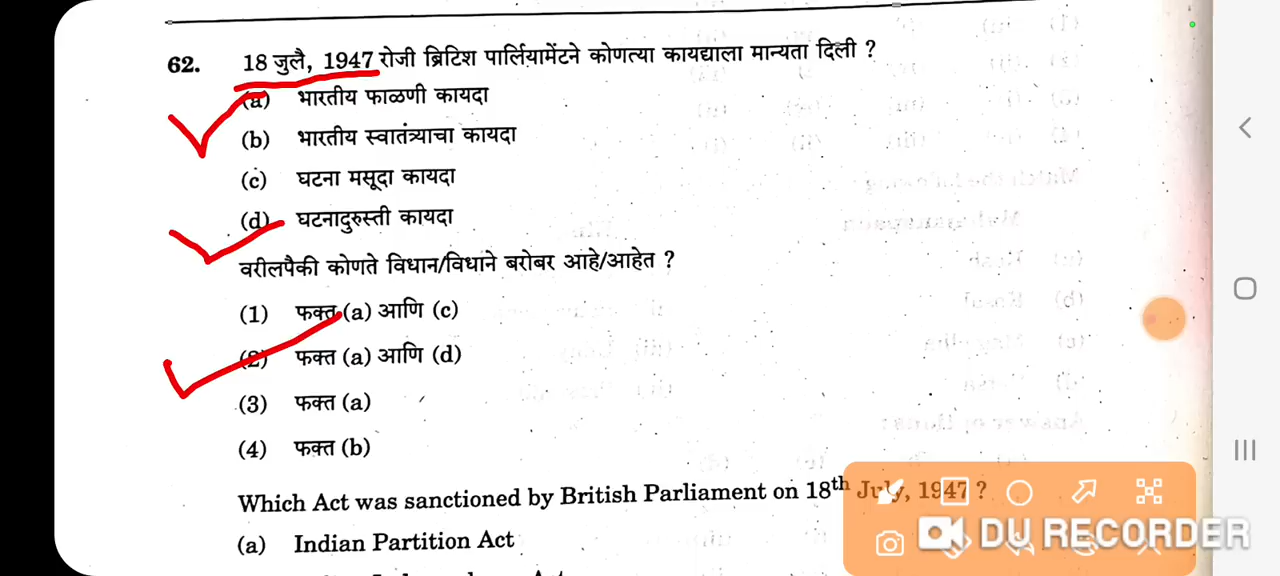 62. 18 जुलै, 1947 रोजी ब्रिटिश पार्लियामेंटने कोणत्या कायद्याला मान्यता दिली ?
(a) भारतीय फाळणी कायदा
(b) भारतीय स्वातंत्र्याचा कायदा
(c) घटना मसूदा कायदा
(d) घटनादुरुस्ती कायदा
वरीलपैकी कोणते विधान/विधाने बरोबर आहे/आहेत ?
(1) फक्त (a) आणि (c)
(2) फक्त (a) आणि (d)
(3) फक्त (a)
(4) फक्त (b)
Which Act was sanctioned by British Parliament on 18th July, 1947 ?
(a) Indian Partition Act
DU RECORDER